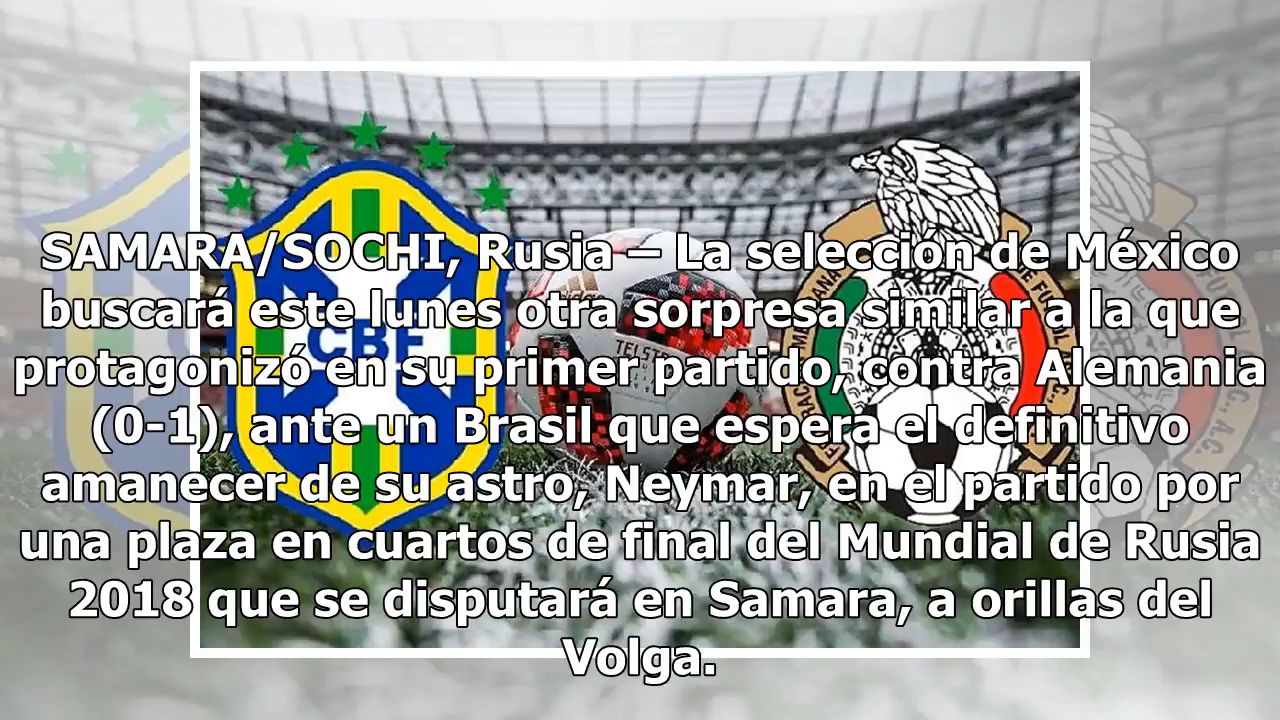 SAMARA/SOCHI, Rusia – La selección de México
buscará este lunes otra sorpresa similar a la que
protagonizó en su primer partido, contra Alemania
(0-1), ante un Brasil que espera el definitivo
amanecer de su astro, Neymar, en el partido por
una plaza en cuartos de final del Mundial de Rusia
2018 que se disputará en Samara, a orillas del
Volga.
CBF
TELST